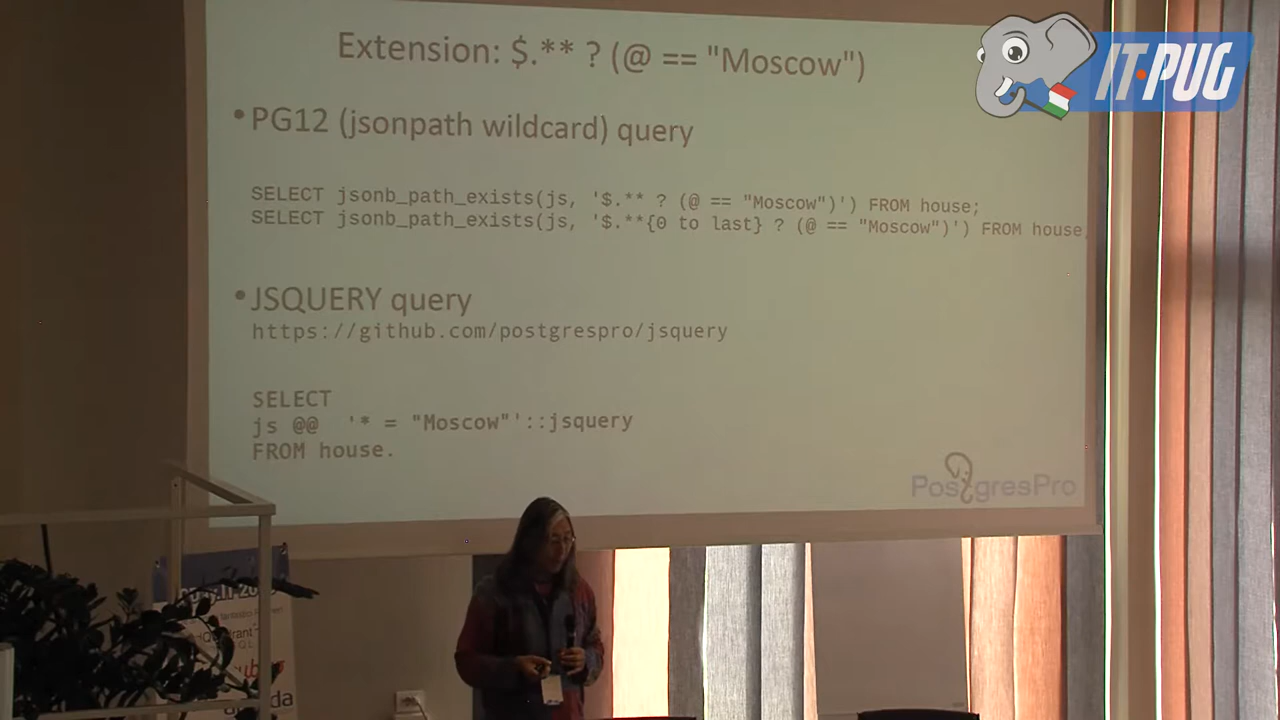 Extension: $.** ? (@ == "Moscow")
IT·PUG
•PG12 (jsonpath wildcard) query
SELECT jsonb_path_exists(js, '$.** ? (@ == "Moscow")') FROM house;
SELECT jsonb_path_exists(js, '$.**{0 to last} ? (@ == "Moscow")') FROM house
•JSQUERY query
https://github.com/postgrespro/jsquery
SELECT
js @@ '* = "Moscow"'::jsquery
FROM house.
PostgresPro